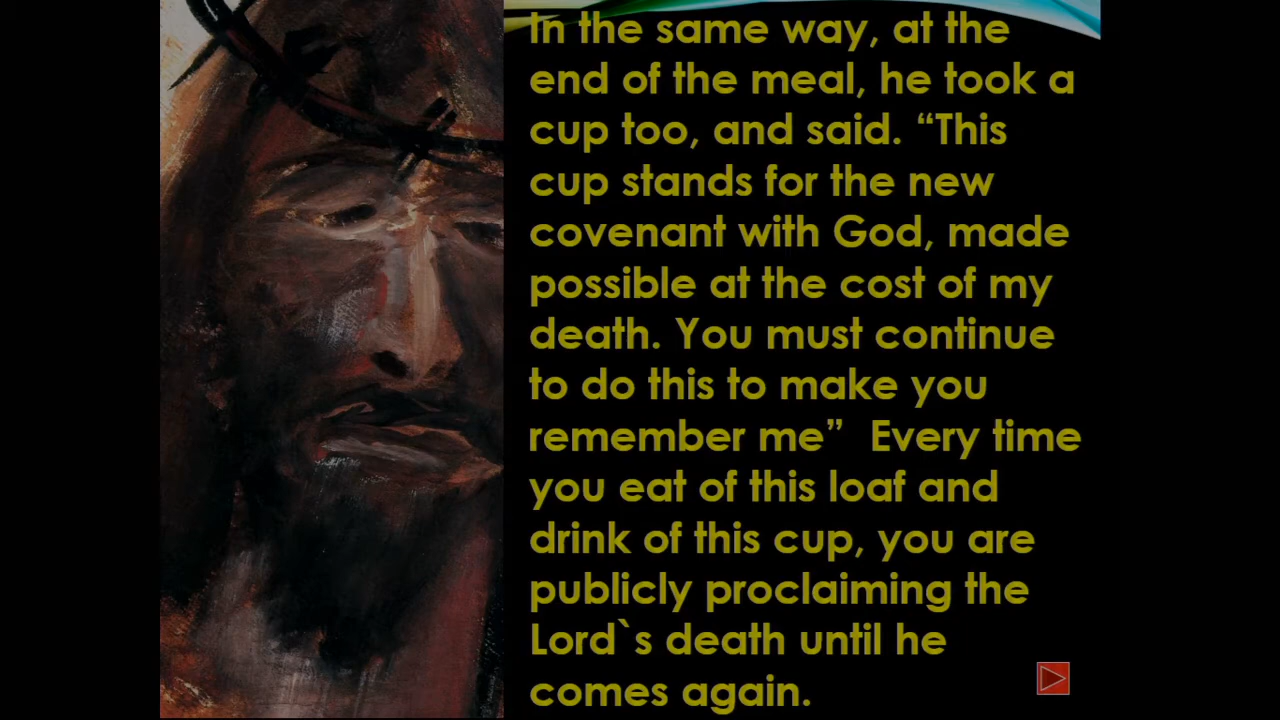 In the same way, at the
end of the meal, he took a
cup too, and said. “This
cup stands for the new
covenant with God, made
possible at the cost of my
death. You must continue
to do this to make you
remember me”  Every time
you eat of this loaf and
drink of this cup, you are
publicly proclaiming the
Lord`s death until he
comes again.